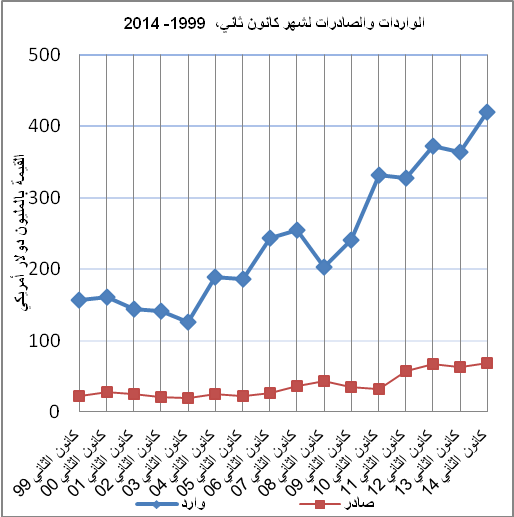 الواردات والصادرات لشهر كانون ثاني، 1999- 2014
القيمة بالمليون دولار أمريكي
500
400
300
200
100
0
كانون الثاني 99
كانون الثاني 00
كانون الثاني 01
كانون الثاني 02
كانون الثاني 03
كانون الثاني 04
كانون الثاني 05
كانون الثاني 06
كانون الثاني 07
كانون الثاني 08
كانون الثاني 09
كانون الثاني 10
كانون الثاني 11
كانون الثاني 12
كانون الثاني 13
كانون الثاني 14
وارد
صادر